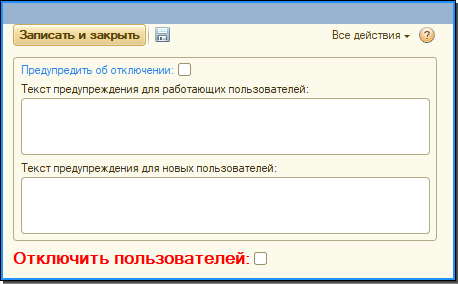 Записать и закрыть Все действия ?
Предупредить об отключении:
Текст предупреждения для работающих пользователей:
Текст предупреждения для новых пользователей:
Отключить пользователей: